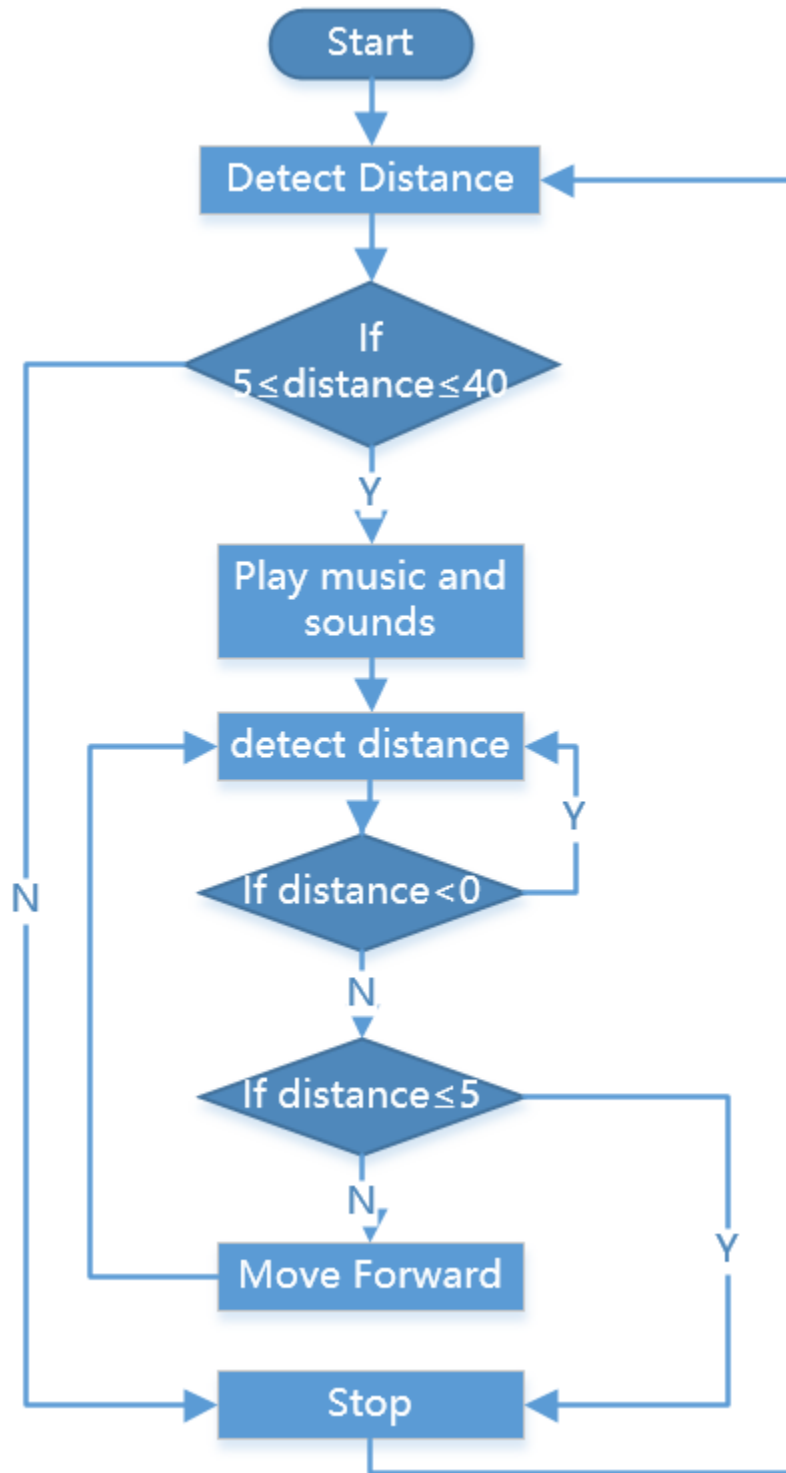 Start
Detect Distance
If
5≤distance≤40
Y
Play music and
sounds
detect distance
Y
If distance<0
N
N
If distance≤5
N
Y
Move Forward
Stop